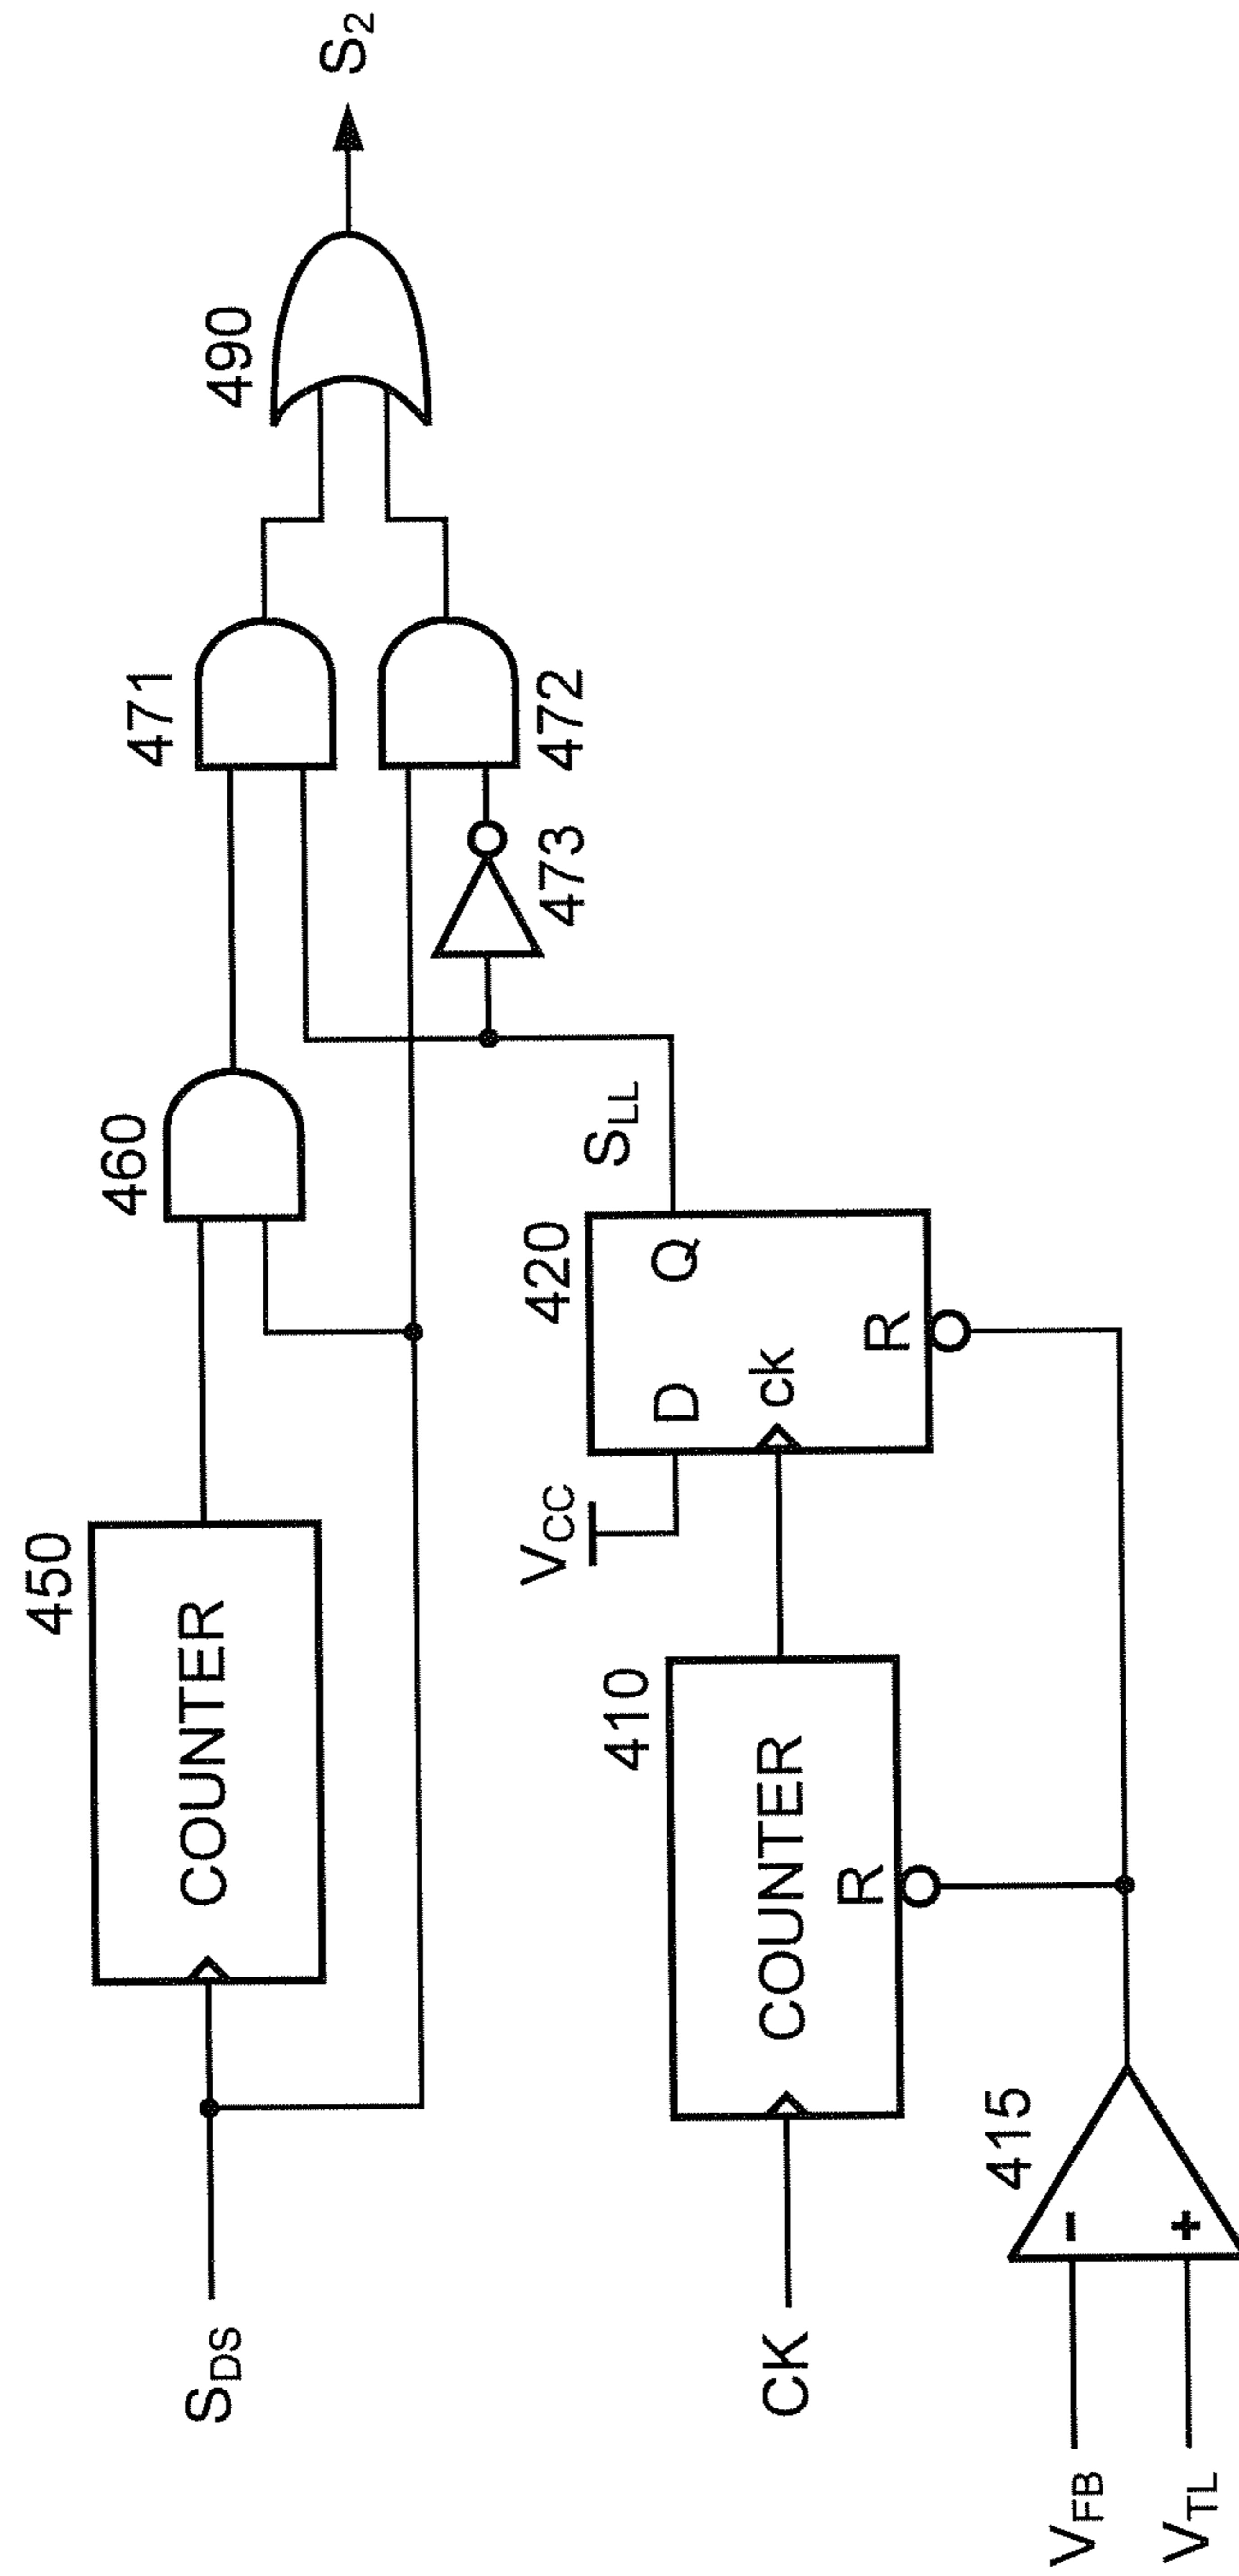 S2
490
471
472
473
460
SLL
450
COUNTER
420
D
Q
ck
R
VCC
410
COUNTER
R
SDS
CK
415
-
+
VFB
VTL